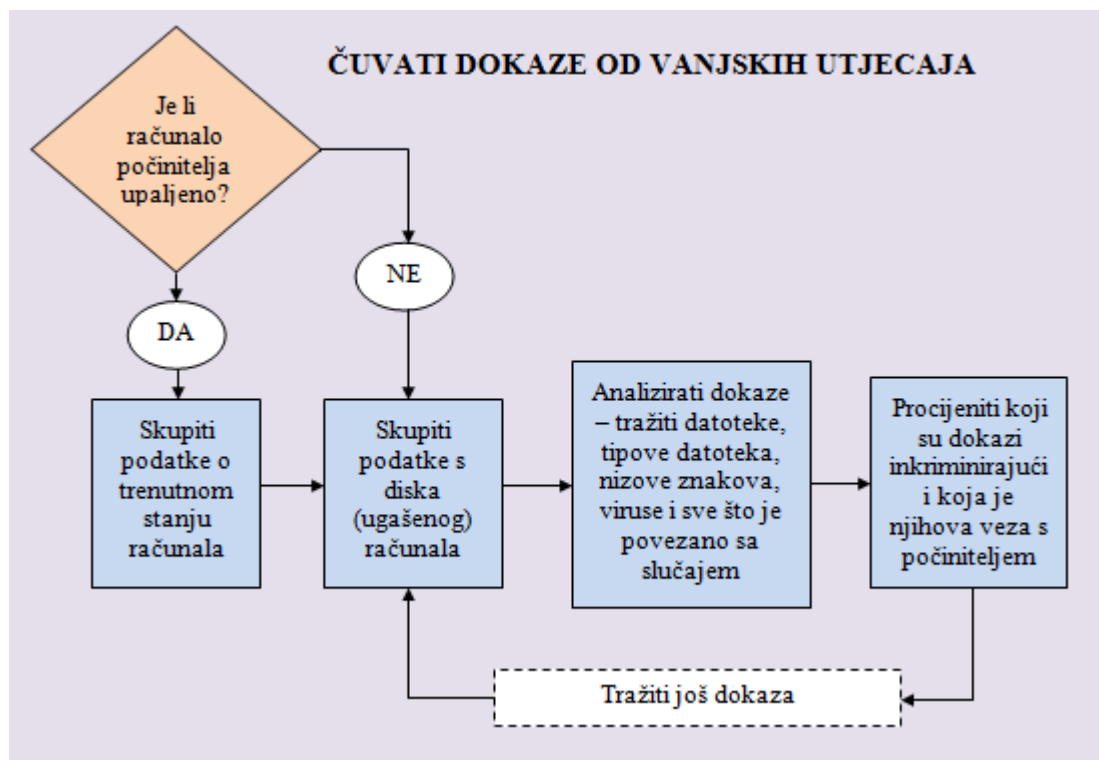 ČUVATI DOKAZE OD VANJSKIH UTJECAJA
Je li
računalo
počinitelja
upaljeno?
NE
DA
Skupiti
podatke o
trenutnom
stanju
računala
Skupiti
podatke s
diska
(ugašenog)
računala
Analizirati dokaze
– tražiti datoteke,
tipove datoteka,
nizove znakova,
viruse i sve što je
povezano sa
slučajem
Procijeniti koji
su dokazi
inkriminirajući
i koja je
njihova veza s
počiniteljem
Tražiti još dokaza